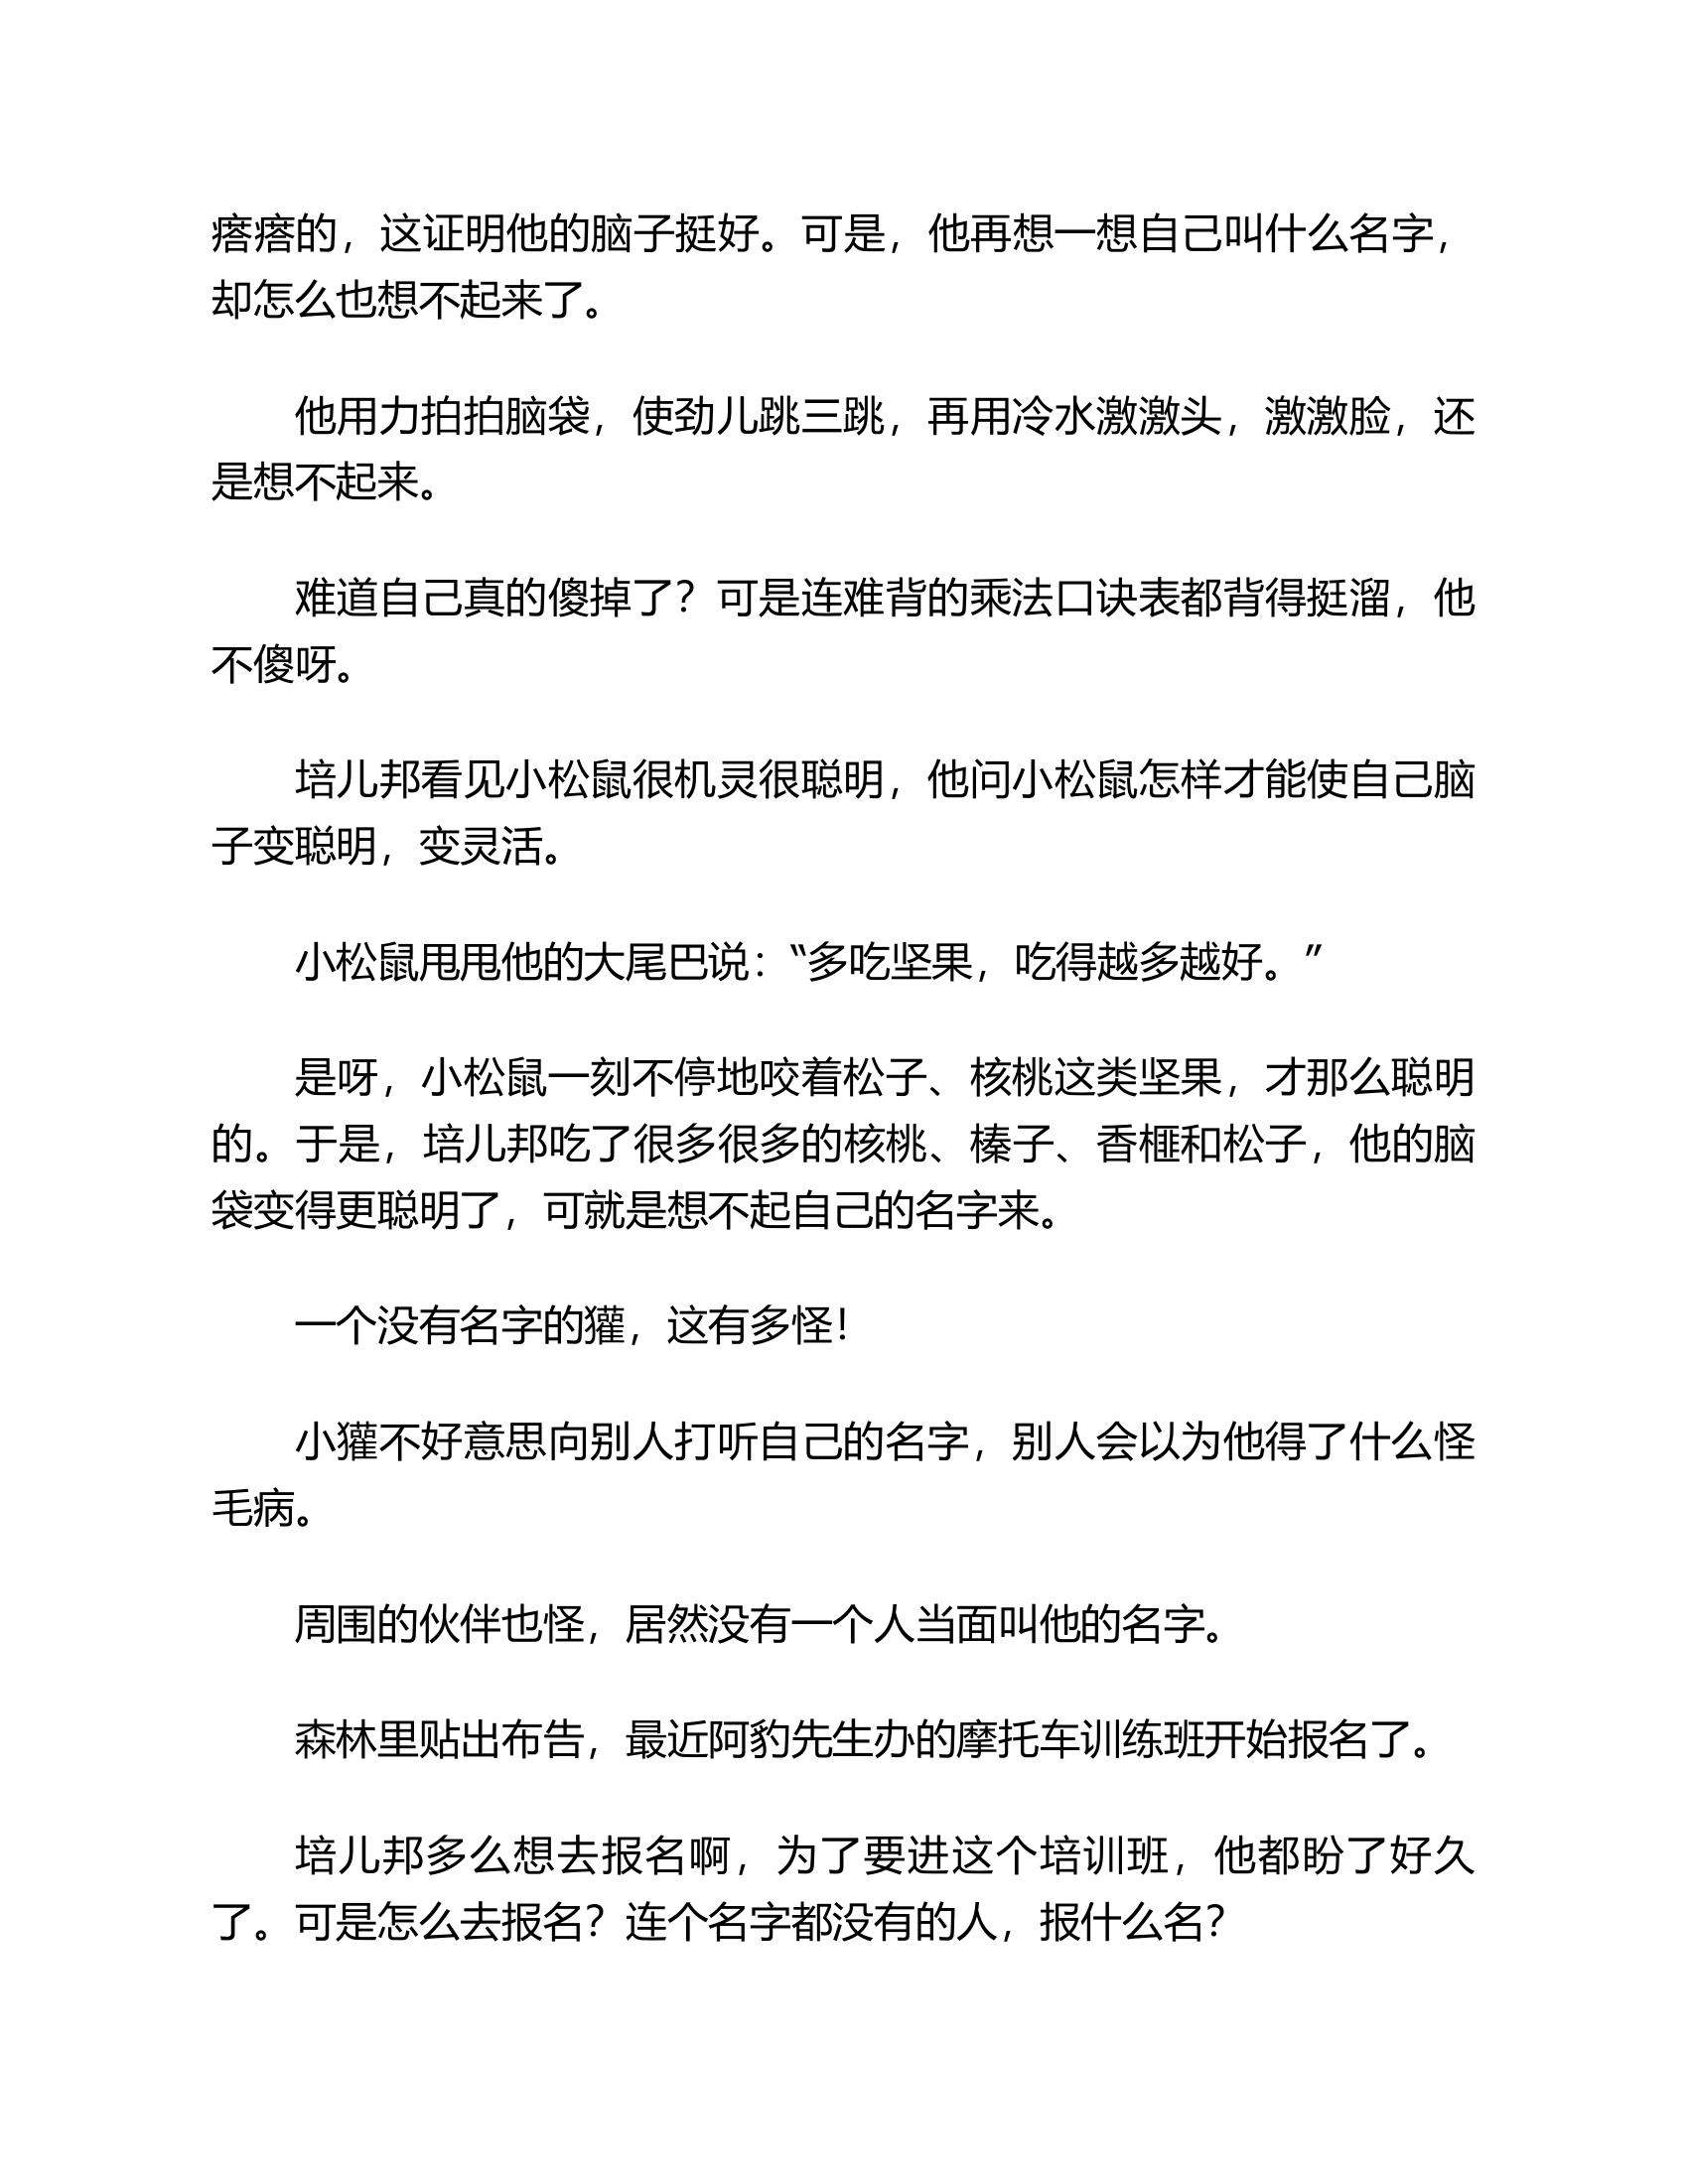 瘩瘩的，这证明他的脑子挺好。可是，他再想一想自己叫什么名字，
却怎么也想不起来了。
他用力拍拍脑袋，使劲儿跳三跳，再用冷水激激头，激激脸，还
是想不起来。
难道自己真的傻掉了？可是连难背的乘法口诀表都背得挺溜，他
不傻呀。
培儿邦看见小松鼠很机灵很聪明，他问小松鼠怎样才能使自己脑
子变聪明，变灵活。
小松鼠甩甩他的大尾巴说：“多吃坚果，吃得越多越好。”
是呀，小松鼠一刻不停地咬着松子、核桃这类坚果，才那么聪明
的。于是，培儿邦吃了很多很多的核桃、榛子、香榧和松子，他的脑
袋变得更聪明了，可就是想不起自己的名字来。
一个没有名字的獾，这有多怪！
小獾不好意思向别人打听自己的名字，别人会以为他得了什么怪
毛病。
周围的伙伴也怪，居然没有一个人当面叫他的名字。
森林里贴出布告，最近阿豹先生办的摩托车训练班开始报名了。
培儿邦多么想去报名啊，为了要进这个培训班，他都盼了好久
了。可是怎么去报名？连个名字都没有的人，报什么名？